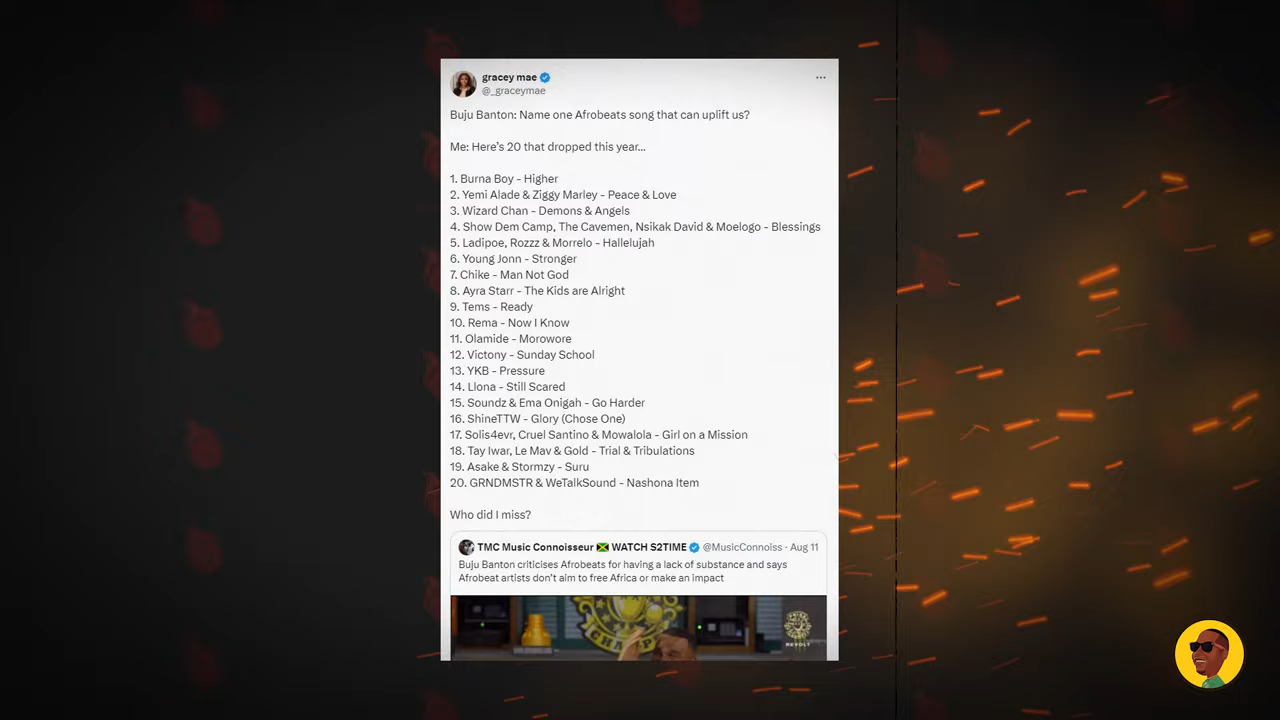 gracey mae
@_graceymae
Buju Banton: Name one Afrobeats song that can uplift us?
Me: Here's 20 that dropped this year...
1. Burna Boy - Higher
2. Yemi Alade & Ziggy Marley - Peace & Love
3. Wizard Chan - Demons & Angels
4. Show Dem Camp, The Cavemen, Nsikak David & Moelogo - Blessings
5. Ladipoe, Rozzz & Morrelo - Hallelujah
6. Young Jonn - Stronger
7. Chike - Man Not God
8. Ayra Starr - The Kids are Alright
9. Tems - Ready
10. Rema - Now I Know
11. Olamide - Morowore
12. Victony - Sunday School
13. YKB - Pressure
14. Llona - Still Scared
15. Soundz & Ema Onigah - Go Harder
16. ShineTTW - Glory (Chose One)
17. Solis4evr, Cruel Santino & Mowalola - Girl on a Mission
18. Tay Iwar, Le Mav & Gold - Trial & Tribulations
19. Asake & Stormzy - Suru
20. GRNDMSTR & WeTalkSound - Nashona Item
Who did I miss?
TMC Music Connoisseur 🇯🇲 WATCH S2TIME @MusicConnoiss · Aug 11
Buju Banton criticises Afrobeats for having a lack of substance and says
Afrobeat artists don't aim to free Africa or make an impact
CHAMP
REVOLT